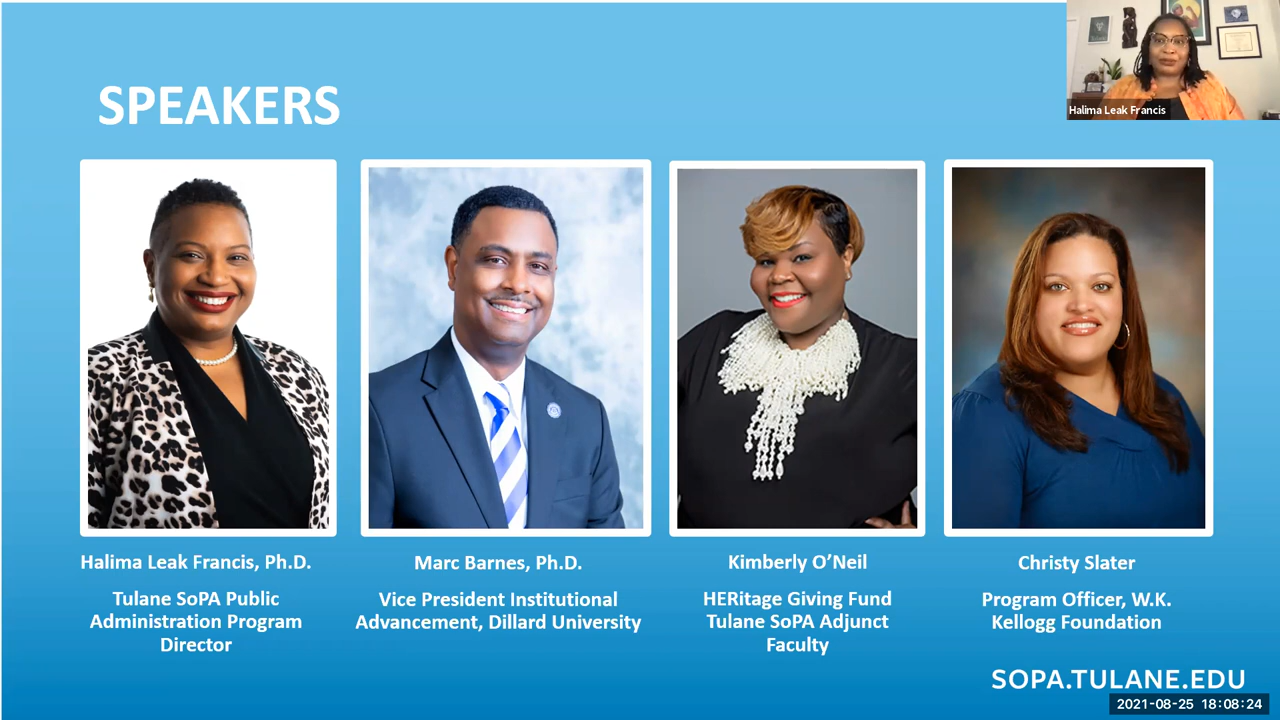 SPEAKERS
Halima Leak Francis
Halima Leak Francis, Ph.D.
Tulane SoPA Public
Administration Program
Director
Marc Barnes, Ph.D.
Vice President Institutional
Advancement, Dillard University
Kimberly O’Neil
HERitage Giving Fund
Tulane SoPA Adjunct
Faculty
Christy Slater
Program Officer, W.K.
Kellogg Foundation
SOPA.TULANE.EDU
2021-08-25 18:08:24